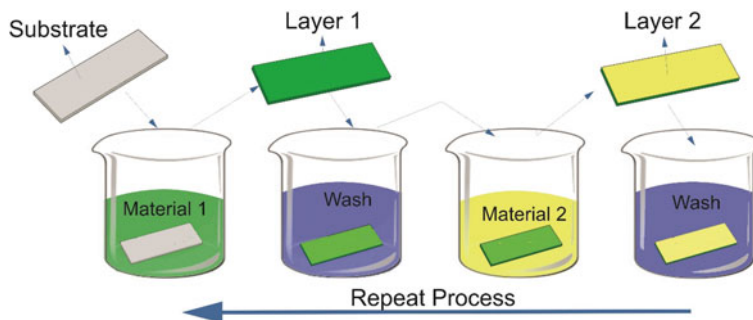 Substrate
Layer 1
Layer 2
Material 1
Wash
Material 2
Wash
Repeat Process